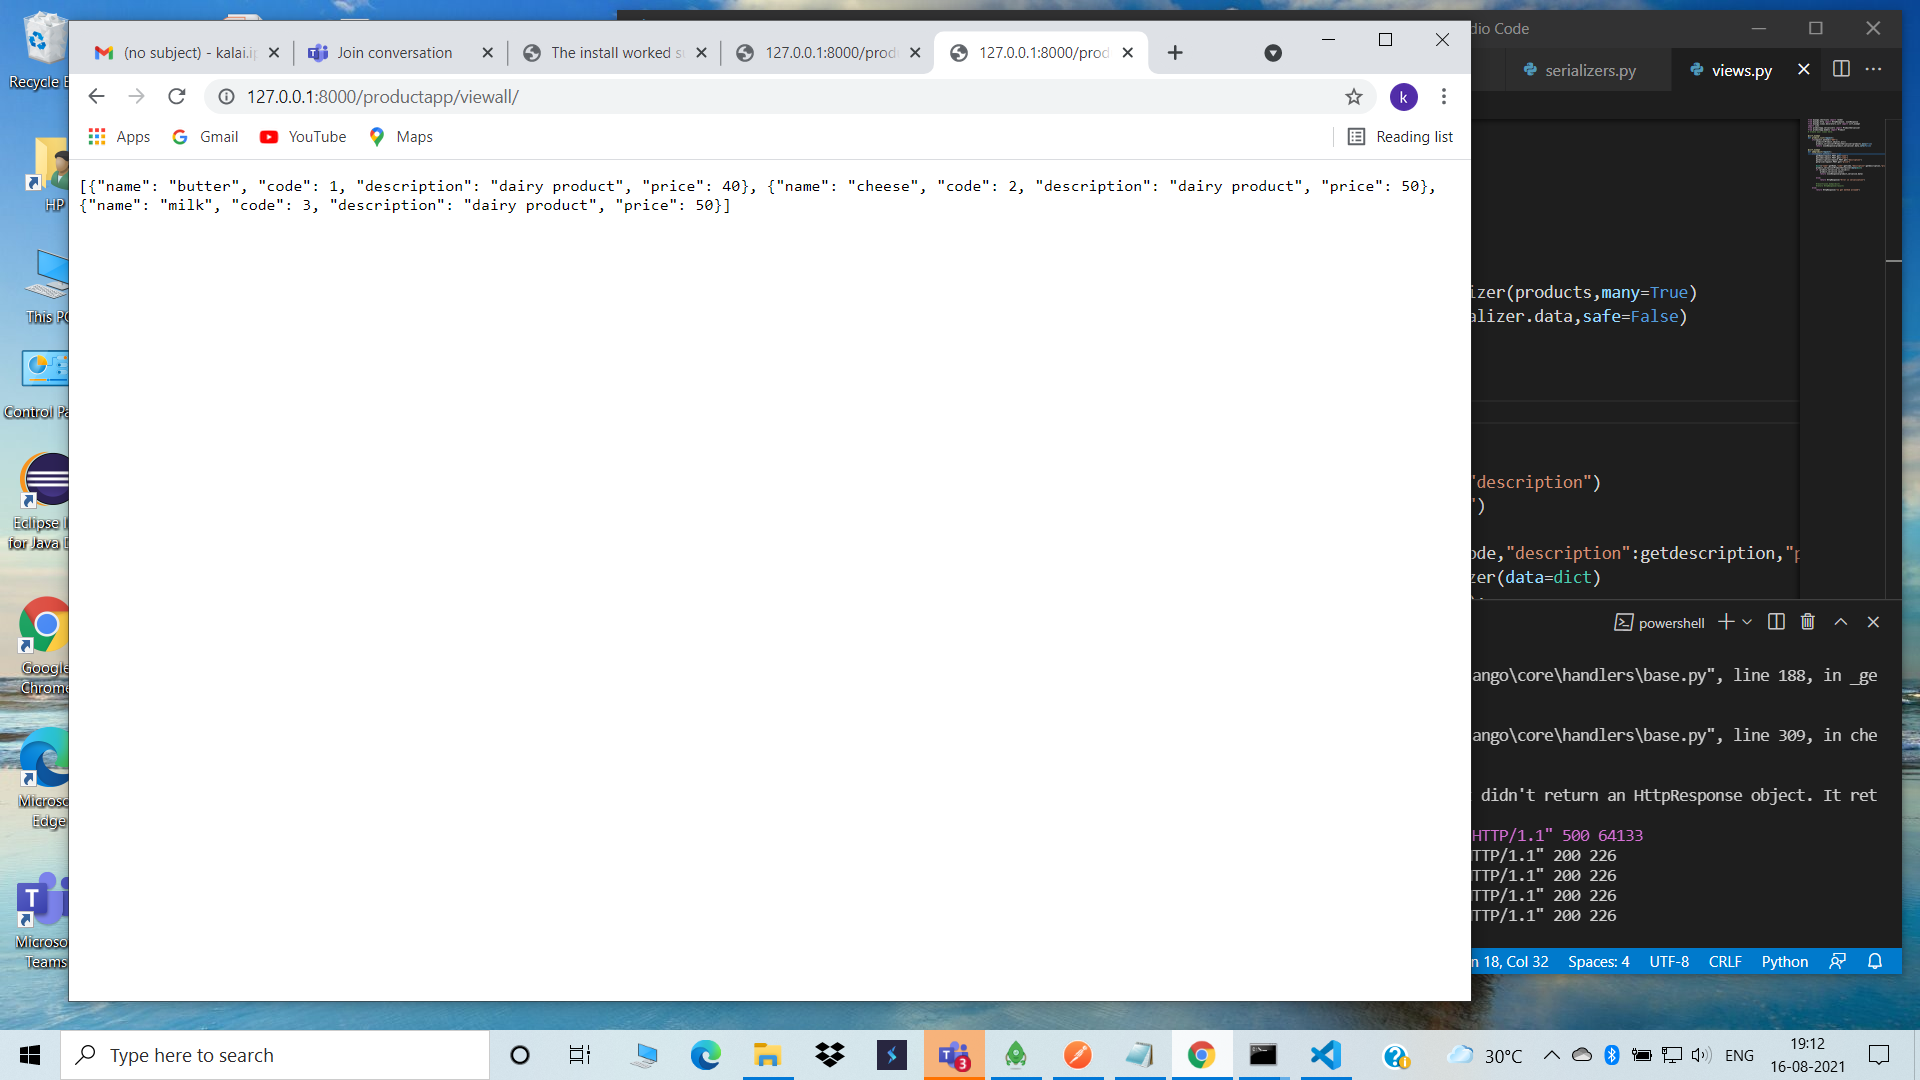 (no subject) - kalai.ip
Join conversation
The install worked su
127.0.0.1:8000/produ
127.0.0.1:8000/prod
127.0.0.1:8000/productapp/viewall/
k
Apps
Gmail
YouTube
Maps
Reading list
[{"name": "butter", "code": 1, "description": "dairy product", "price": 40}, {"name": "cheese", "code": 2, "description": "dairy product", "price": 50},
{"name": "milk", "code": 3, "description": "dairy product", "price": 50}]
dio Code
serializers.py
views.py
izer(products,many=True)
alizer.data,safe=False)
"description")
")
ode,"description":getdescription,"p
zer(data=dict)
powershell
ango\core\handlers\base.py", line 188, in _ge
ango\core\handlers\base.py", line 309, in che
didn't return an HttpResponse object. It ret
HTTP/1.1" 500 64133
TTP/1.1" 200 226
TTP/1.1" 200 226
TTP/1.1" 200 226
TTP/1.1" 200 226
n 18, Col 32
Spaces: 4
UTF-8
CRLF
Python
Recycle B
HP
This PC
Control Pa
Eclipse I
for Java D
Google
Chrome
Microso
Edge
T
Microso
Teams
Type here to search
3
30°C
ENG
19:12
16-08-2021